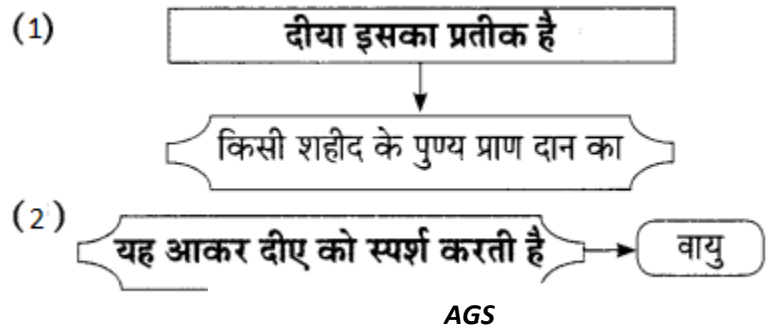 (1) दीया इसका प्रतीक है
किसी शहीद के पुण्य प्राण दान का
(2) यह आकर दीए को स्पर्श करती है वायु
AGS